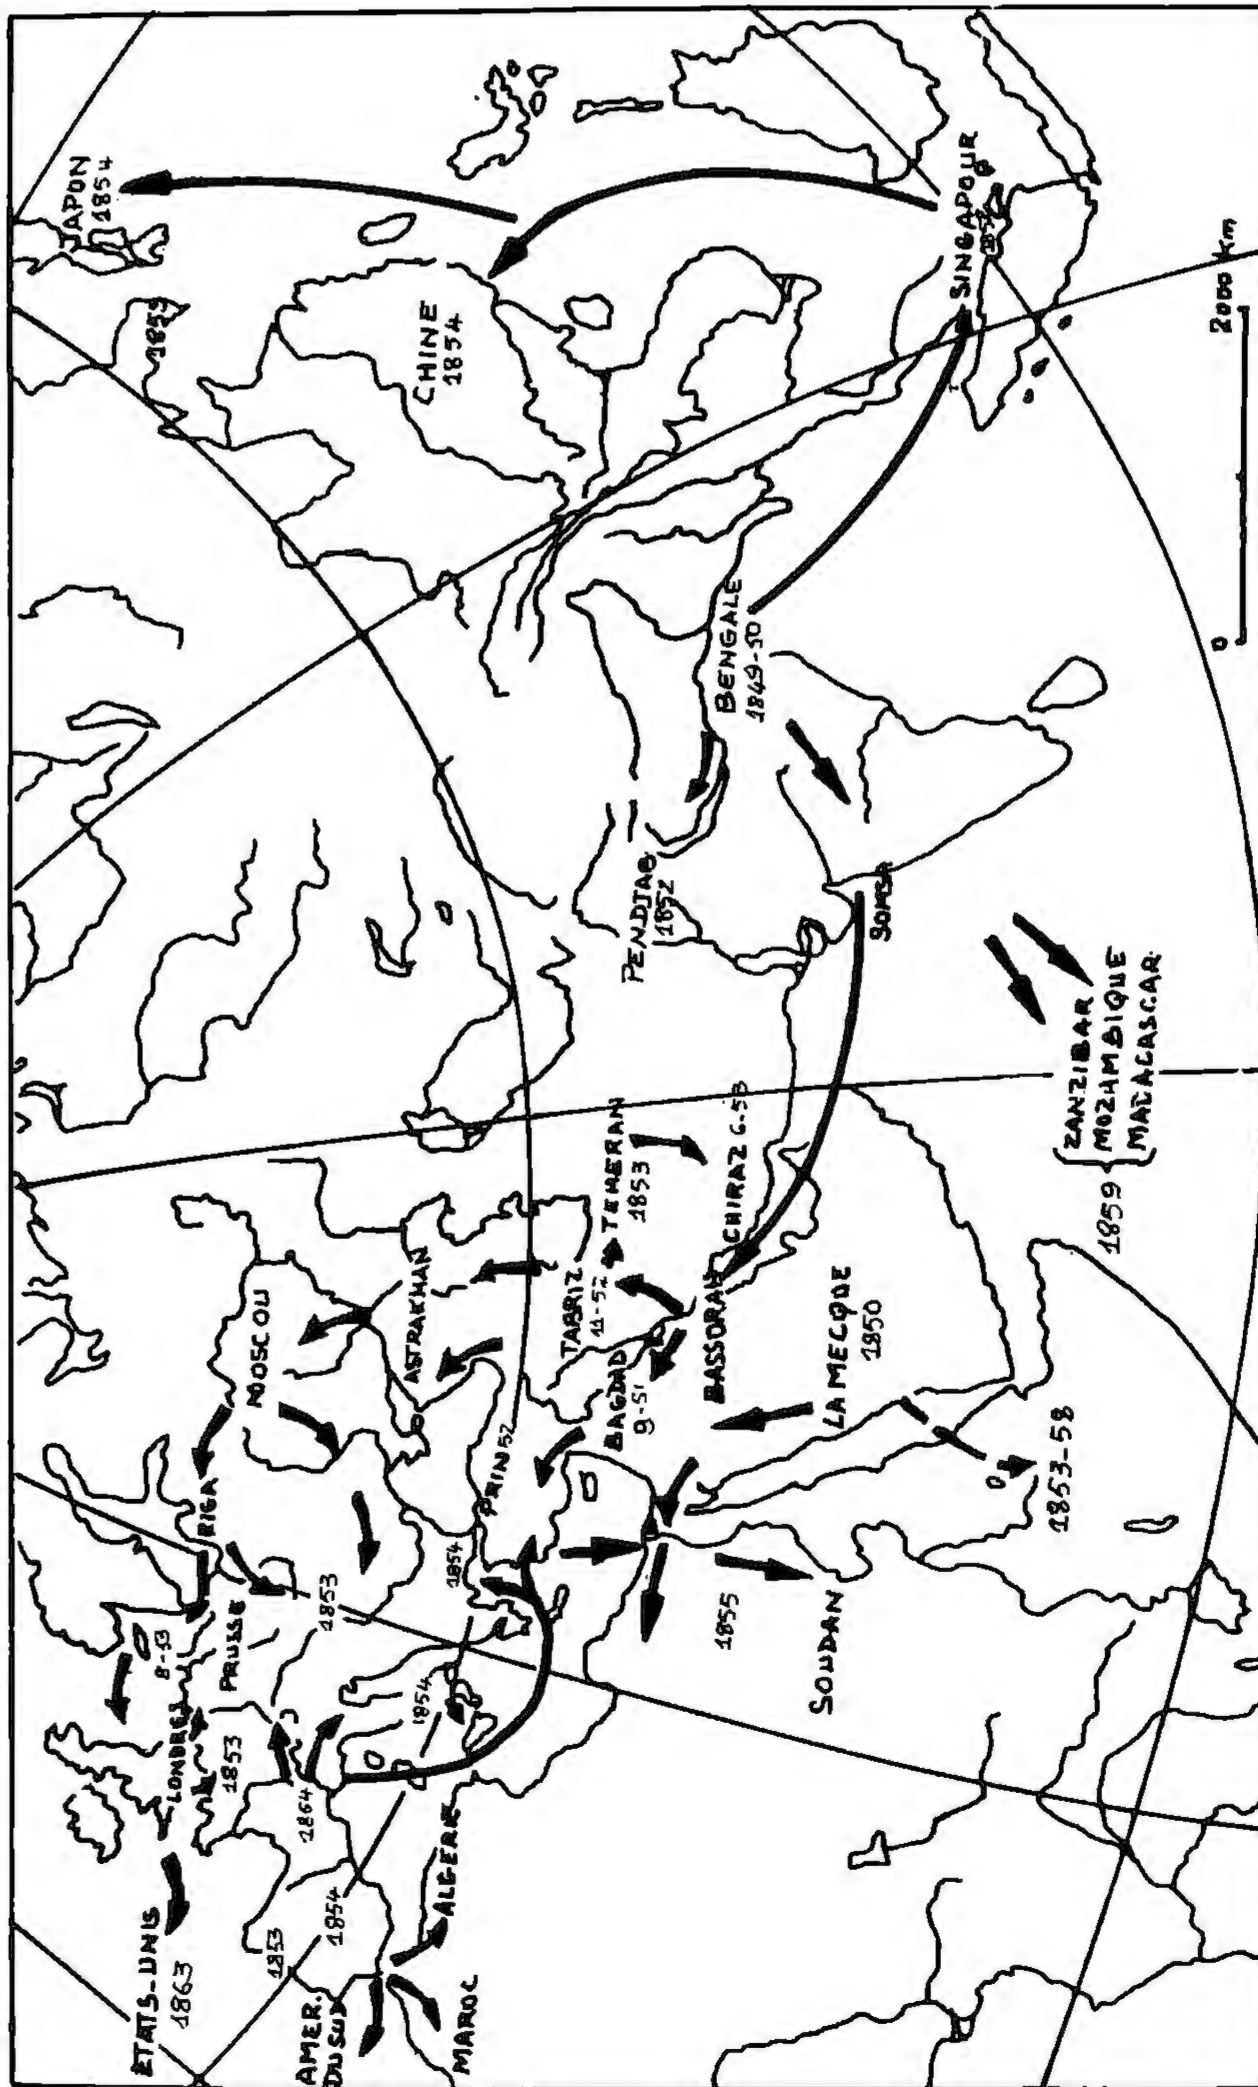 ETATS-UNIS
1863
LONDRES
8-53
1853
PRUSSE
RIGA
MOSCOU
1853
1864
1853
1854
AMER.
DU SUD
MAROC
ALGERIE
1854
1854
PRIN 52
ASTRAKHAN
TABRIZ
11-52
TEHERAN
1853
BAGDAD
9-51
BASSORAH
CHIRAZ 6-53
LA MECQUE
1850
1855
SOUDAN
1853-58
1859
ZANZIBAR
MOZAMBIQUE
MADAGASCAR
PENDJAB
1852
BENGALE
1849-50
CHINE
1854
1855
JAPON
1854
SINGAPOUR
0
2000 km